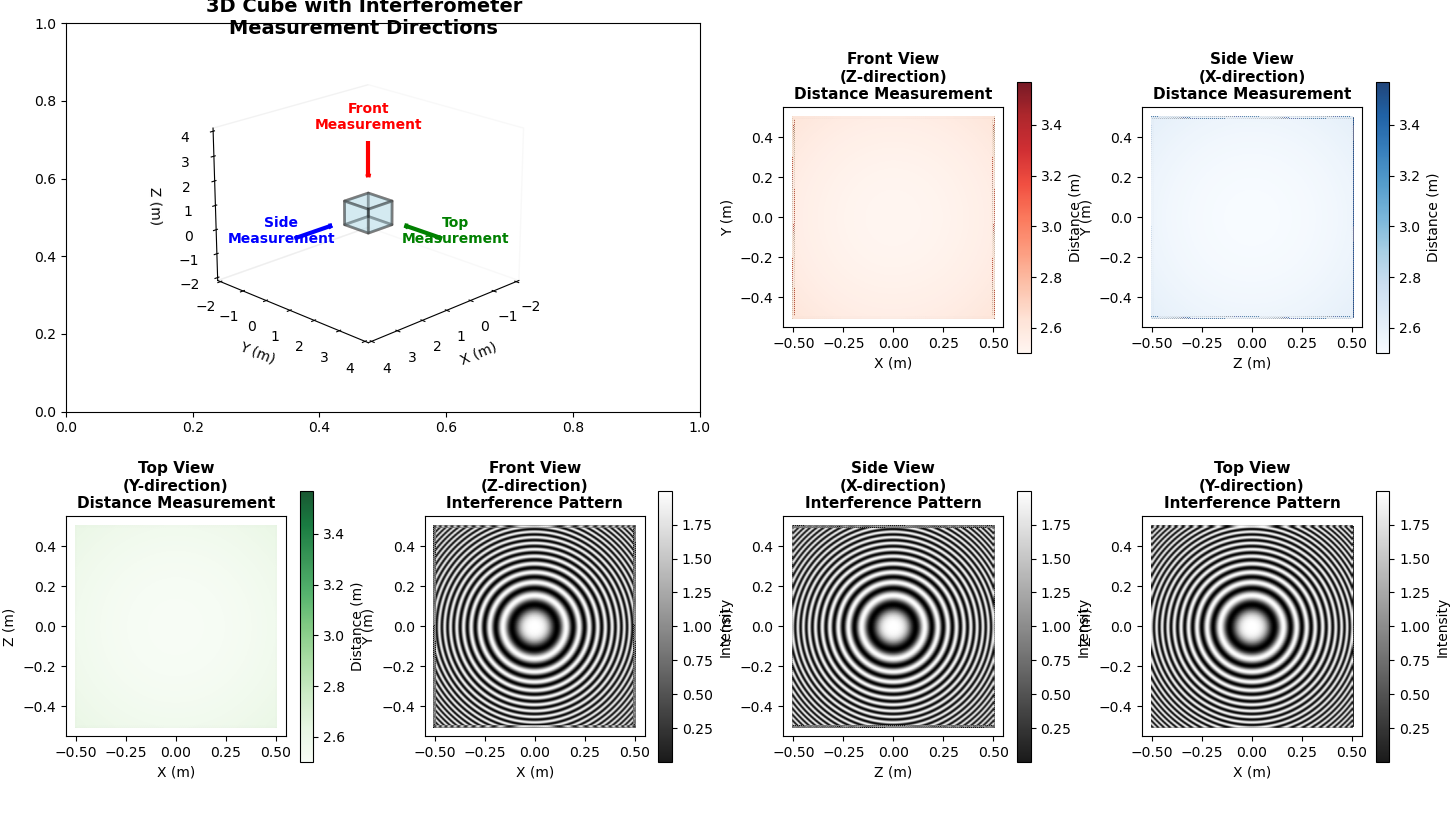 3D Cube with Interferometer
Measurement Directions
1.0
0.8
0.6
0.4
0.2
0.0
0.0
0.2
0.4
0.6
0.8
1.0
Front
Measurement
Side
Measurement
Top
Measurement
4
3
2
1
0
−1
−2
Z (m)
−2
−1
0
1
2
3
4
Y (m)
4
3
2
1
0
−1
−2
X (m)
Front View
(Z-direction)
Distance Measurement
0.4
0.2
0.0
−0.2
−0.4
Y (m)
−0.50
−0.25
0.00
0.25
0.50
X (m)
3.4
3.2
3.0
2.8
2.6
Distance (m)
Side View
(X-direction)
Distance Measurement
0.4
0.2
0.0
−0.2
−0.4
Y (m)
−0.50
−0.25
0.00
0.25
0.50
Z (m)
3.4
3.2
3.0
2.8
2.6
Distance (m)
Top View
(Y-direction)
Distance Measurement
0.4
0.2
0.0
−0.2
−0.4
Z (m)
−0.50
−0.25
0.00
0.25
0.50
X (m)
3.4
3.2
3.0
2.8
2.6
Distance (m)
Front View
(Z-direction)
Interference Pattern
0.4
0.2
0.0
−0.2
−0.4
Y (m)
−0.50
−0.25
0.00
0.25
0.50
X (m)
1.75
1.50
1.25
1.00
0.75
0.50
0.25
Intensity
Side View
(X-direction)
Interference Pattern
0.4
0.2
0.0
−0.2
−0.4
−0.50
−0.25
0.00
0.25
0.50
Z (m)
1.75
1.50
1.25
1.00
0.75
0.50
0.25
Intensity
Top View
(Y-direction)
Interference Pattern
0.4
0.2
0.0
−0.2
−0.4
−0.50
−0.25
0.00
0.25
0.50
X (m)
1.75
1.50
1.25
1.00
0.75
0.50
0.25
Intensity